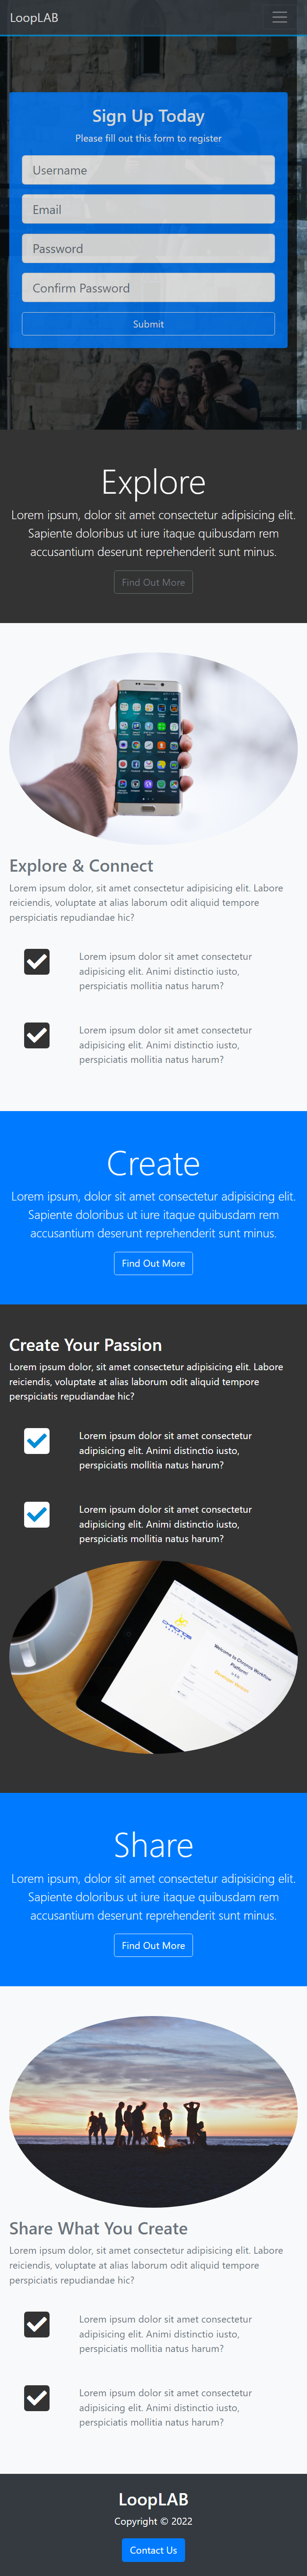 LoopLAB
Sign Up Today
Please fill out this form to register
Username
Email
Password
Confirm Password
Submit
Explore
Lorem ipsum, dolor sit amet consectetur adipisicing elit.
Sapiente doloribus ut iure itaque quibusdam rem
accusantium deserunt reprehenderit sunt minus.
Find Out More
Explore & Connect
Lorem ipsum dolor, sit amet consectetur adipisicing elit. Labore
reiciendis, voluptate at alias laborum odit aliquid tempore
perspiciatis repudiandae hic?
Lorem ipsum dolor sit amet consectetur
adipisicing elit. Animi distinctio iusto,
perspiciatis mollitia natus harum?
Lorem ipsum dolor sit amet consectetur
adipisicing elit. Animi distinctio iusto,
perspiciatis mollitia natus harum?
Create
Lorem ipsum, dolor sit amet consectetur adipisicing elit.
Sapiente doloribus ut iure itaque quibusdam rem
accusantium deserunt reprehenderit sunt minus.
Find Out More
Create Your Passion
Lorem ipsum dolor, sit amet consectetur adipisicing elit. Labore
reiciendis, voluptate at alias laborum odit aliquid tempore
perspiciatis repudiandae hic?
Lorem ipsum dolor sit amet consectetur
adipisicing elit. Animi distinctio iusto,
perspiciatis mollitia natus harum?
Lorem ipsum dolor sit amet consectetur
adipisicing elit. Animi distinctio iusto,
perspiciatis mollitia natus harum?
CHRONOS
Welcome to Chronos Workflow
Platform
Share
Lorem ipsum, dolor sit amet consectetur adipisicing elit.
Sapiente doloribus ut iure itaque quibusdam rem
accusantium deserunt reprehenderit sunt minus.
Find Out More
Share What You Create
Lorem ipsum dolor, sit amet consectetur adipisicing elit. Labore
reiciendis, voluptate at alias laborum odit aliquid tempore
perspiciatis repudiandae hic?
Lorem ipsum dolor sit amet consectetur
adipisicing elit. Animi distinctio iusto,
perspiciatis mollitia natus harum?
Lorem ipsum dolor sit amet consectetur
adipisicing elit. Animi distinctio iusto,
perspiciatis mollitia natus harum?
LoopLAB
Copyright © 2022
Contact Us